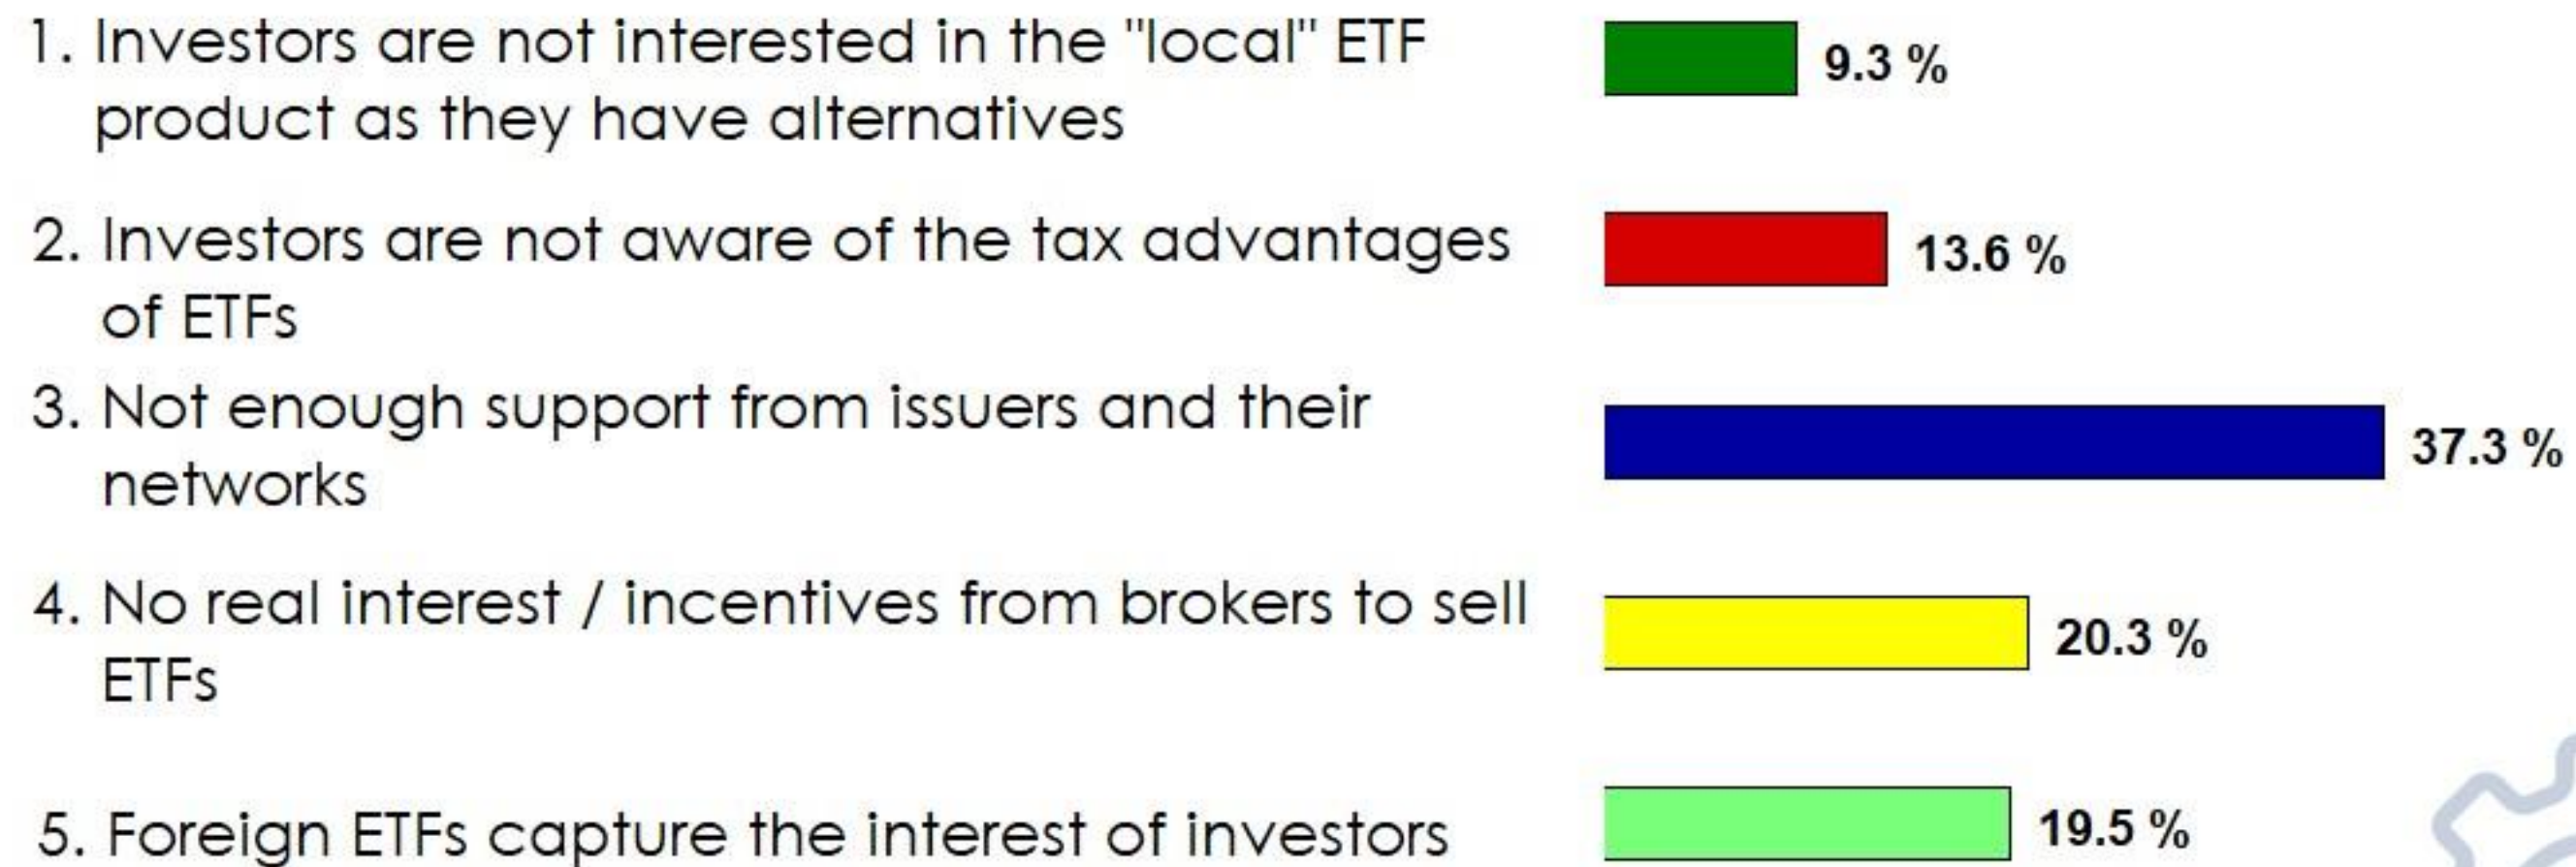 1. Investors are not interested in the "local" ETF
product as they have alternatives
9.3 %
2. Investors are not aware of the tax advantages
of ETFs
13.6 %
3. Not enough support from issuers and their
networks
37.3 %
4. No real interest / incentives from brokers to sell
ETFs
20.3 %
5. Foreign ETFs capture the interest of investors
19.5 %